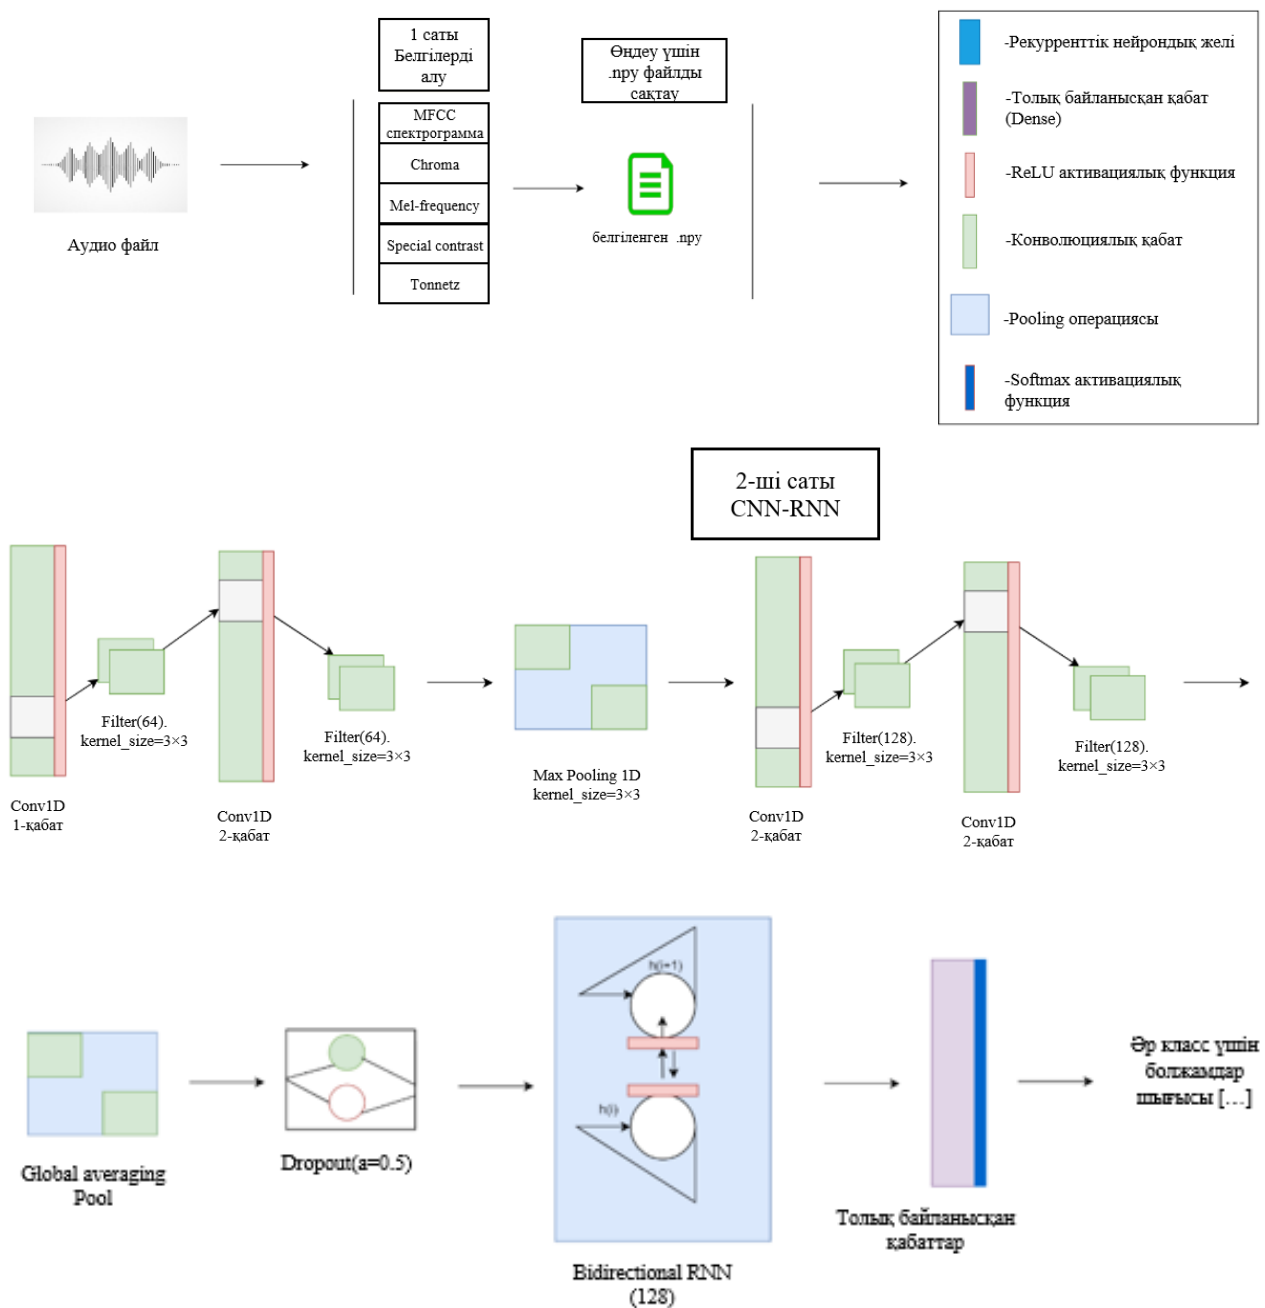 1 саты
Белгілерді
алу
MFCC
спектрограмма
Chroma
Mel-frequency
Special contrast
Tonnetz
Аудио файл
Өңдеу үшін
.npy файлды
сақтау
белгіленген .npy
-Рекурренттік нейрондық желі
-Толық байланысқан қабат
(Dense)
-ReLU активациялық функция
-Конволюциялық қабат
-Pooling операциясы
-Softmax активациялық
функция
2-ші саты
CNN-RNN
Conv1D
1-қабат
Filter(64).
kernel_size=3×3
Conv1D
2-қабат
Filter(64).
kernel_size=3×3
Max Pooling 1D
kernel_size=3×3
Conv1D
2-қабат
Filter(128).
kernel_size=3×3
Conv1D
2-қабат
Filter(128).
kernel_size=3×3
Global averaging
Pool
Dropout(a=0.5)
h(i+1)
h(i)
Bidirectional RNN
(128)
Толық байланысқан
қабаттар
Әр класс үшін
болжамдар
шығысы [...]